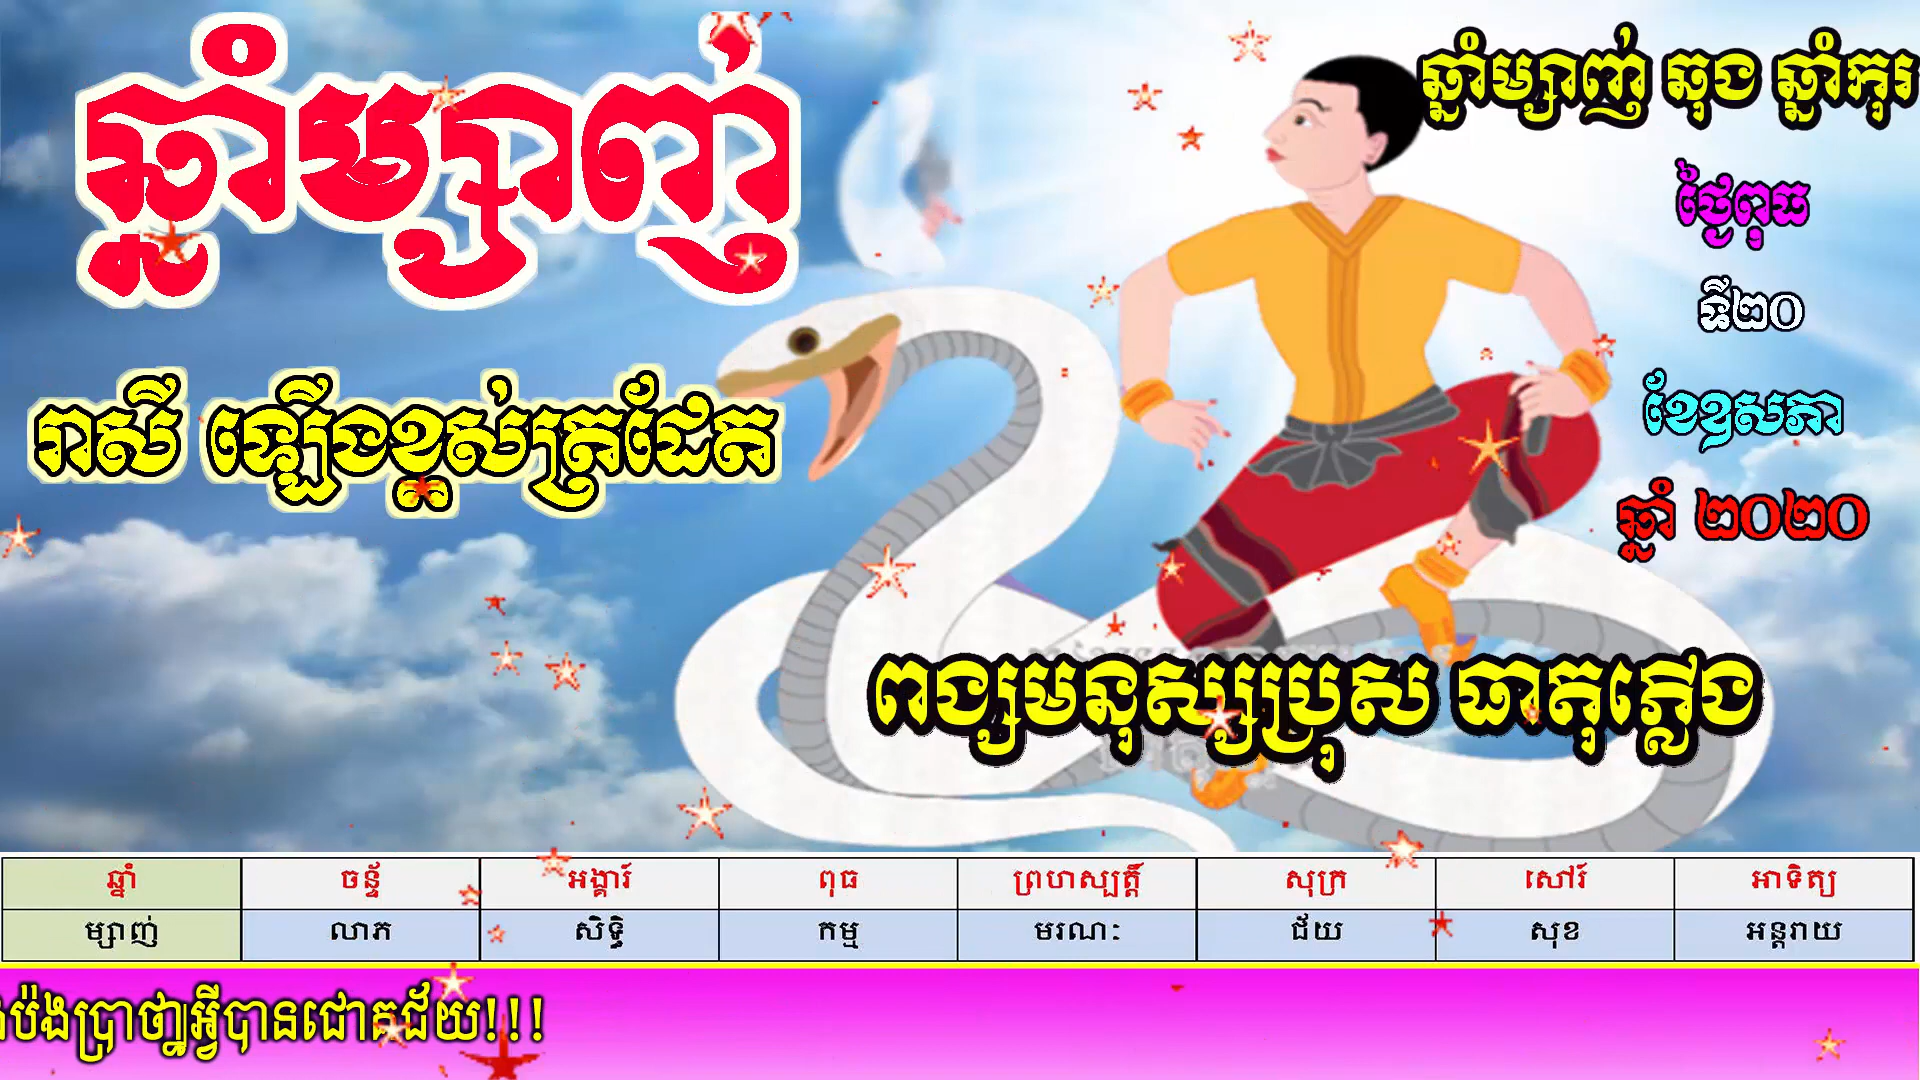 ឆ្នាំម្សាញ់
រាសី ឡើងខ្ពស់ត្រដែត
ឆ្នាំម្សាញ់ ឆុង ឆ្នាំកុរ
ថ្ងៃពុធ
ទី២០
ខែឧសភា
ឆ្នាំ ២០២០
ពង្សមនុស្សប្រុស ធាតុភ្លើង
ឆ្នាំ ចន្ទ័ អង្គារ៍ ពុធ ព្រហស្បត្តិ៍ សុក្រ សៅរ៍ អាទិត្យ
ម្សាញ់ លាភ សិទ្ធិ កម្ម មរណៈ ជ័យ សុខ អន្តរាយ
ប៉ងប្រាថា្នអ្វីបានជោគជ័យ!!!